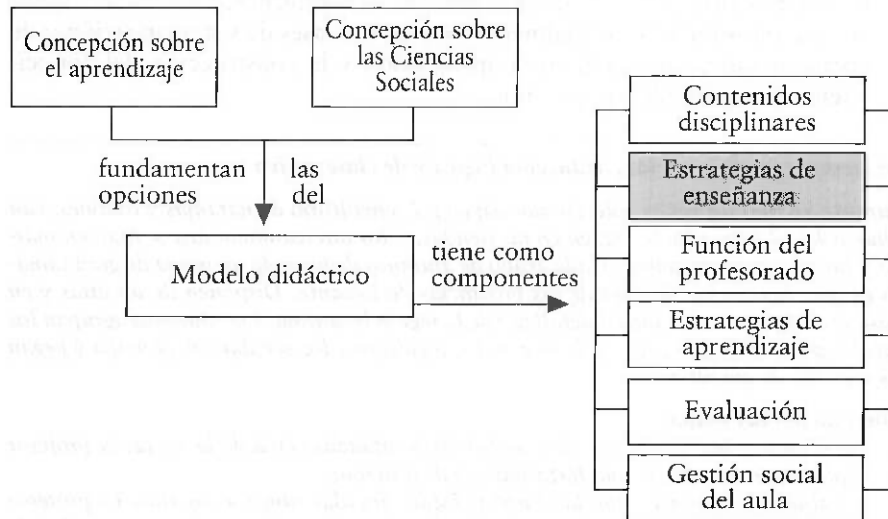 Concepción sobre
el aprendizaje
Concepción sobre
las Ciencias
Sociales
fundamentan las
opciones del
Modelo didáctico
tiene como
componentes
Contenidos
disciplinares
Estrategias de
enseñanza
Función del
profesorado
Estrategias de
aprendizaje
Evaluación
Gestión social
del aula